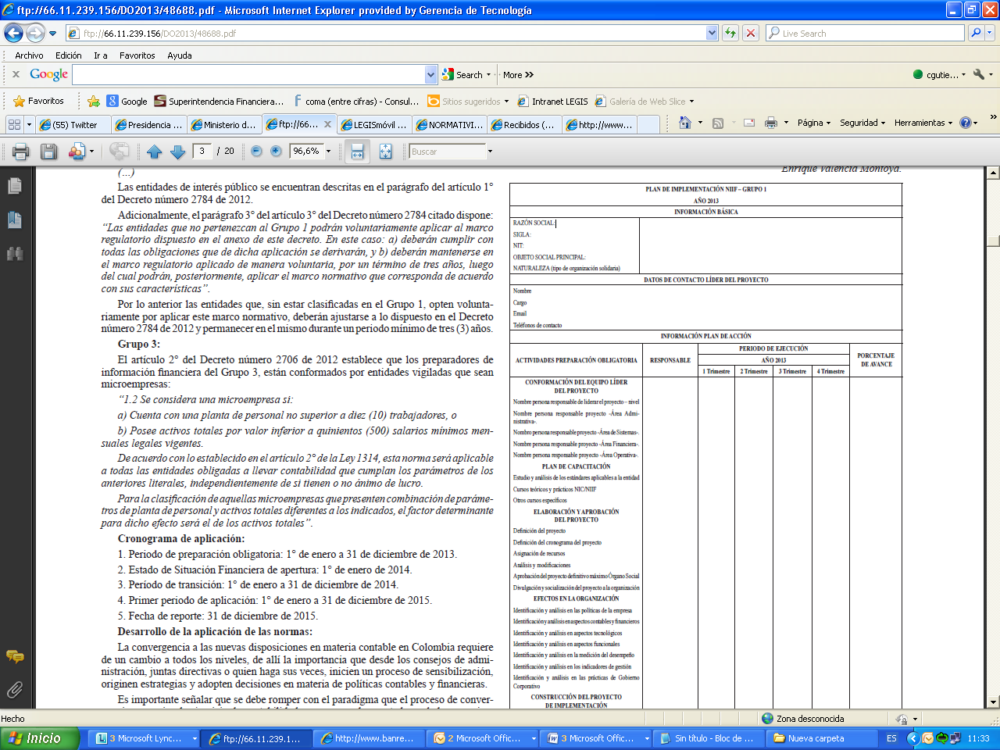 ftp://66.11.239.156/DO2013/48688.pdf - Microsoft Internet Explorer provided by Gerencia de Tecnología
ftp://66.11.239.156/DO2013/48688.pdf
Live Search
Archivo Edición Ir a Favoritos Ayuda
Google
Search
More
cgutie...
Favoritos
Google
Superintendencia Financiera...
coma (entre cifras) - Consul...
Sitios sugeridos
Intranet LEGIS
Galería de Web Slice
(55) Twitter
Presidencia ...
Ministerio d...
ftp://66...
LEGISmóvil ...
NORMATIVI...
Recibidos (...
http://www...
Página
Seguridad
Herramientas
3 / 20
96,6%
Buscar
(...)
Las entidades de interés público se encuentran descritas en el parágrafo del artículo 1°
del Decreto número 2784 de 2012.
Adicionalmente, el parágrafo 3° del artículo 3° del Decreto número 2784 citado dispone:
“Las entidades que no pertenezcan al Grupo 1 podrán voluntariamente aplicar al marco
regulatorio dispuesto en el anexo de este decreto. En este caso: a) deberán cumplir con
todas las obligaciones que de dicha aplicación se derivarán, y b) deberán mantenerse en
el marco regulatorio aplicado de manera voluntaria, por un término de tres años, luego
del cual podrán, posteriormente, aplicar el marco normativo que corresponda de acuerdo
con sus características”.
Por lo anterior las entidades que, sin estar clasificadas en el Grupo 1, opten volunta-
riamente por aplicar este marco normativo, deberán ajustarse a lo dispuesto en el Decreto
número 2784 de 2012 y permanecer en el mismo durante un periodo mínimo de tres (3) años.
Grupo 3:
El artículo 2° del Decreto número 2706 de 2012 establece que los preparadores de
información financiera del Grupo 3, están conformados por entidades vigiladas que sean
microempresas:
“1.2 Se considera una microempresa si:
a) Cuenta con una planta de personal no superior a diez (10) trabajadores, o
b) Posee activos totales por valor inferior a quinientos (500) salarios mínimos men-
suales legales vigentes.
De acuerdo con lo establecido en el artículo 2° de la Ley 1314, esta norma será aplicable
a todas las entidades obligadas a llevar contabilidad que cumplan los parámetros de los
anteriores literales, independientemente de si tienen o no ánimo de lucro.
Para la clasificación de aquellas microempresas que presenten combinación de paráme-
tros de planta de personal y activos totales diferentes a los indicados, el factor determinante
para dicho efecto será el de los activos totales”.
Cronograma de aplicación:
1. Periodo de preparación obligatoria: 1° de enero a 31 de diciembre de 2013.
2. Estado de Situación Financiera de apertura: 1° de enero de 2014.
3. Período de transición: 1° de enero a 31 de diciembre de 2014.
4. Primer periodo de aplicación: 1° de enero a 31 de diciembre de 2015.
5. Fecha de reporte: 31 de diciembre de 2015.
Desarrollo de la aplicación de las normas:
La convergencia a las nuevas disposiciones en materia contable en Colombia requiere
de un cambio a todos los niveles, de allí la importancia que desde los consejos de admi-
nistración, juntas directivas o quien haga sus veces, inicien un proceso de sensibilización,
originen estrategias y adopten decisiones en materia de políticas contables y financieras.
Es importante señalar que se debe romper con el paradigma que el proceso de conver-
Enrique Valencia Montoya.
PLAN DE IMPLEMENTACIÓN NIIF – GRUPO 1
AÑO 2013
INFORMACIÓN BÁSICA
RAZÓN SOCIAL:
SIGLA:
NIT:
OBJETO SOCIAL PRINCIPAL:
NATURALEZA (tipo de organización solidaria)
DATOS DE CONTACTO LÍDER DEL PROYECTO
Nombre
Cargo
Email
Teléfonos de contacto
INFORMACIÓN PLAN DE ACCIÓN
ACTIVIDADES PREPARACIÓN OBLIGATORIA
RESPONSABLE
PERIODO DE EJECUCIÓN
AÑO 2013
1 Trimestre 2 Trimestre 3 Trimestre 4 Trimestre
PORCENTAJE
DE AVANCE
CONFORMACIÓN DEL EQUIPO LÍDER
DEL PROYECTO
Nombre persona responsable de liderar el proyecto – nivel
Nombre persona responsable proyecto -Área Admi-
nistrativa-.
Nombre persona responsable proyecto -Área de Sistemas-.
Nombre persona responsable proyecto -Área Financiera-.
Nombre persona responsable proyecto -Área Operativa-.
PLAN DE CAPACITACIÓN
Estudio y análisis de los estándares aplicables a la entidad
Cursos teóricos y prácticos NIC/NIIF
Otros cursos específicos
ELABORACIÓN Y APROBACIÓN
DEL PROYECTO
Definición del proyecto
Definición del cronograma del proyecto
Asignación de recursos
Análisis y modificaciones
Aprobación del proyecto definitivo máximo Órgano Social
Divulgación y socialización del proyecto a la organización
EFECTOS EN LA ORGANIZACIÓN
Identificación y análisis en las políticas de la empresa
Identificación y análisis en aspectos contables y financieros
Identificación y análisis en aspectos tecnológicos
Identificación y análisis en aspectos funcionales
Identificación y análisis en la medición del desempeño
Identificación y análisis en los indicadores de gestión
Identificación y análisis en las prácticas de Gobierno
Corporativo
CONSTRUCCIÓN DEL PROYECTO
DE IMPLEMENTACIÓN
Hecho
Zona desconocida
Inicio
3 Microsoft Lync...
ftp://66.11.239.1...
http://www.banre...
2 Microsoft Offic...
3 Microsoft Offic...
Sin título - Bloc de ...
Nueva carpeta
ES
11:33